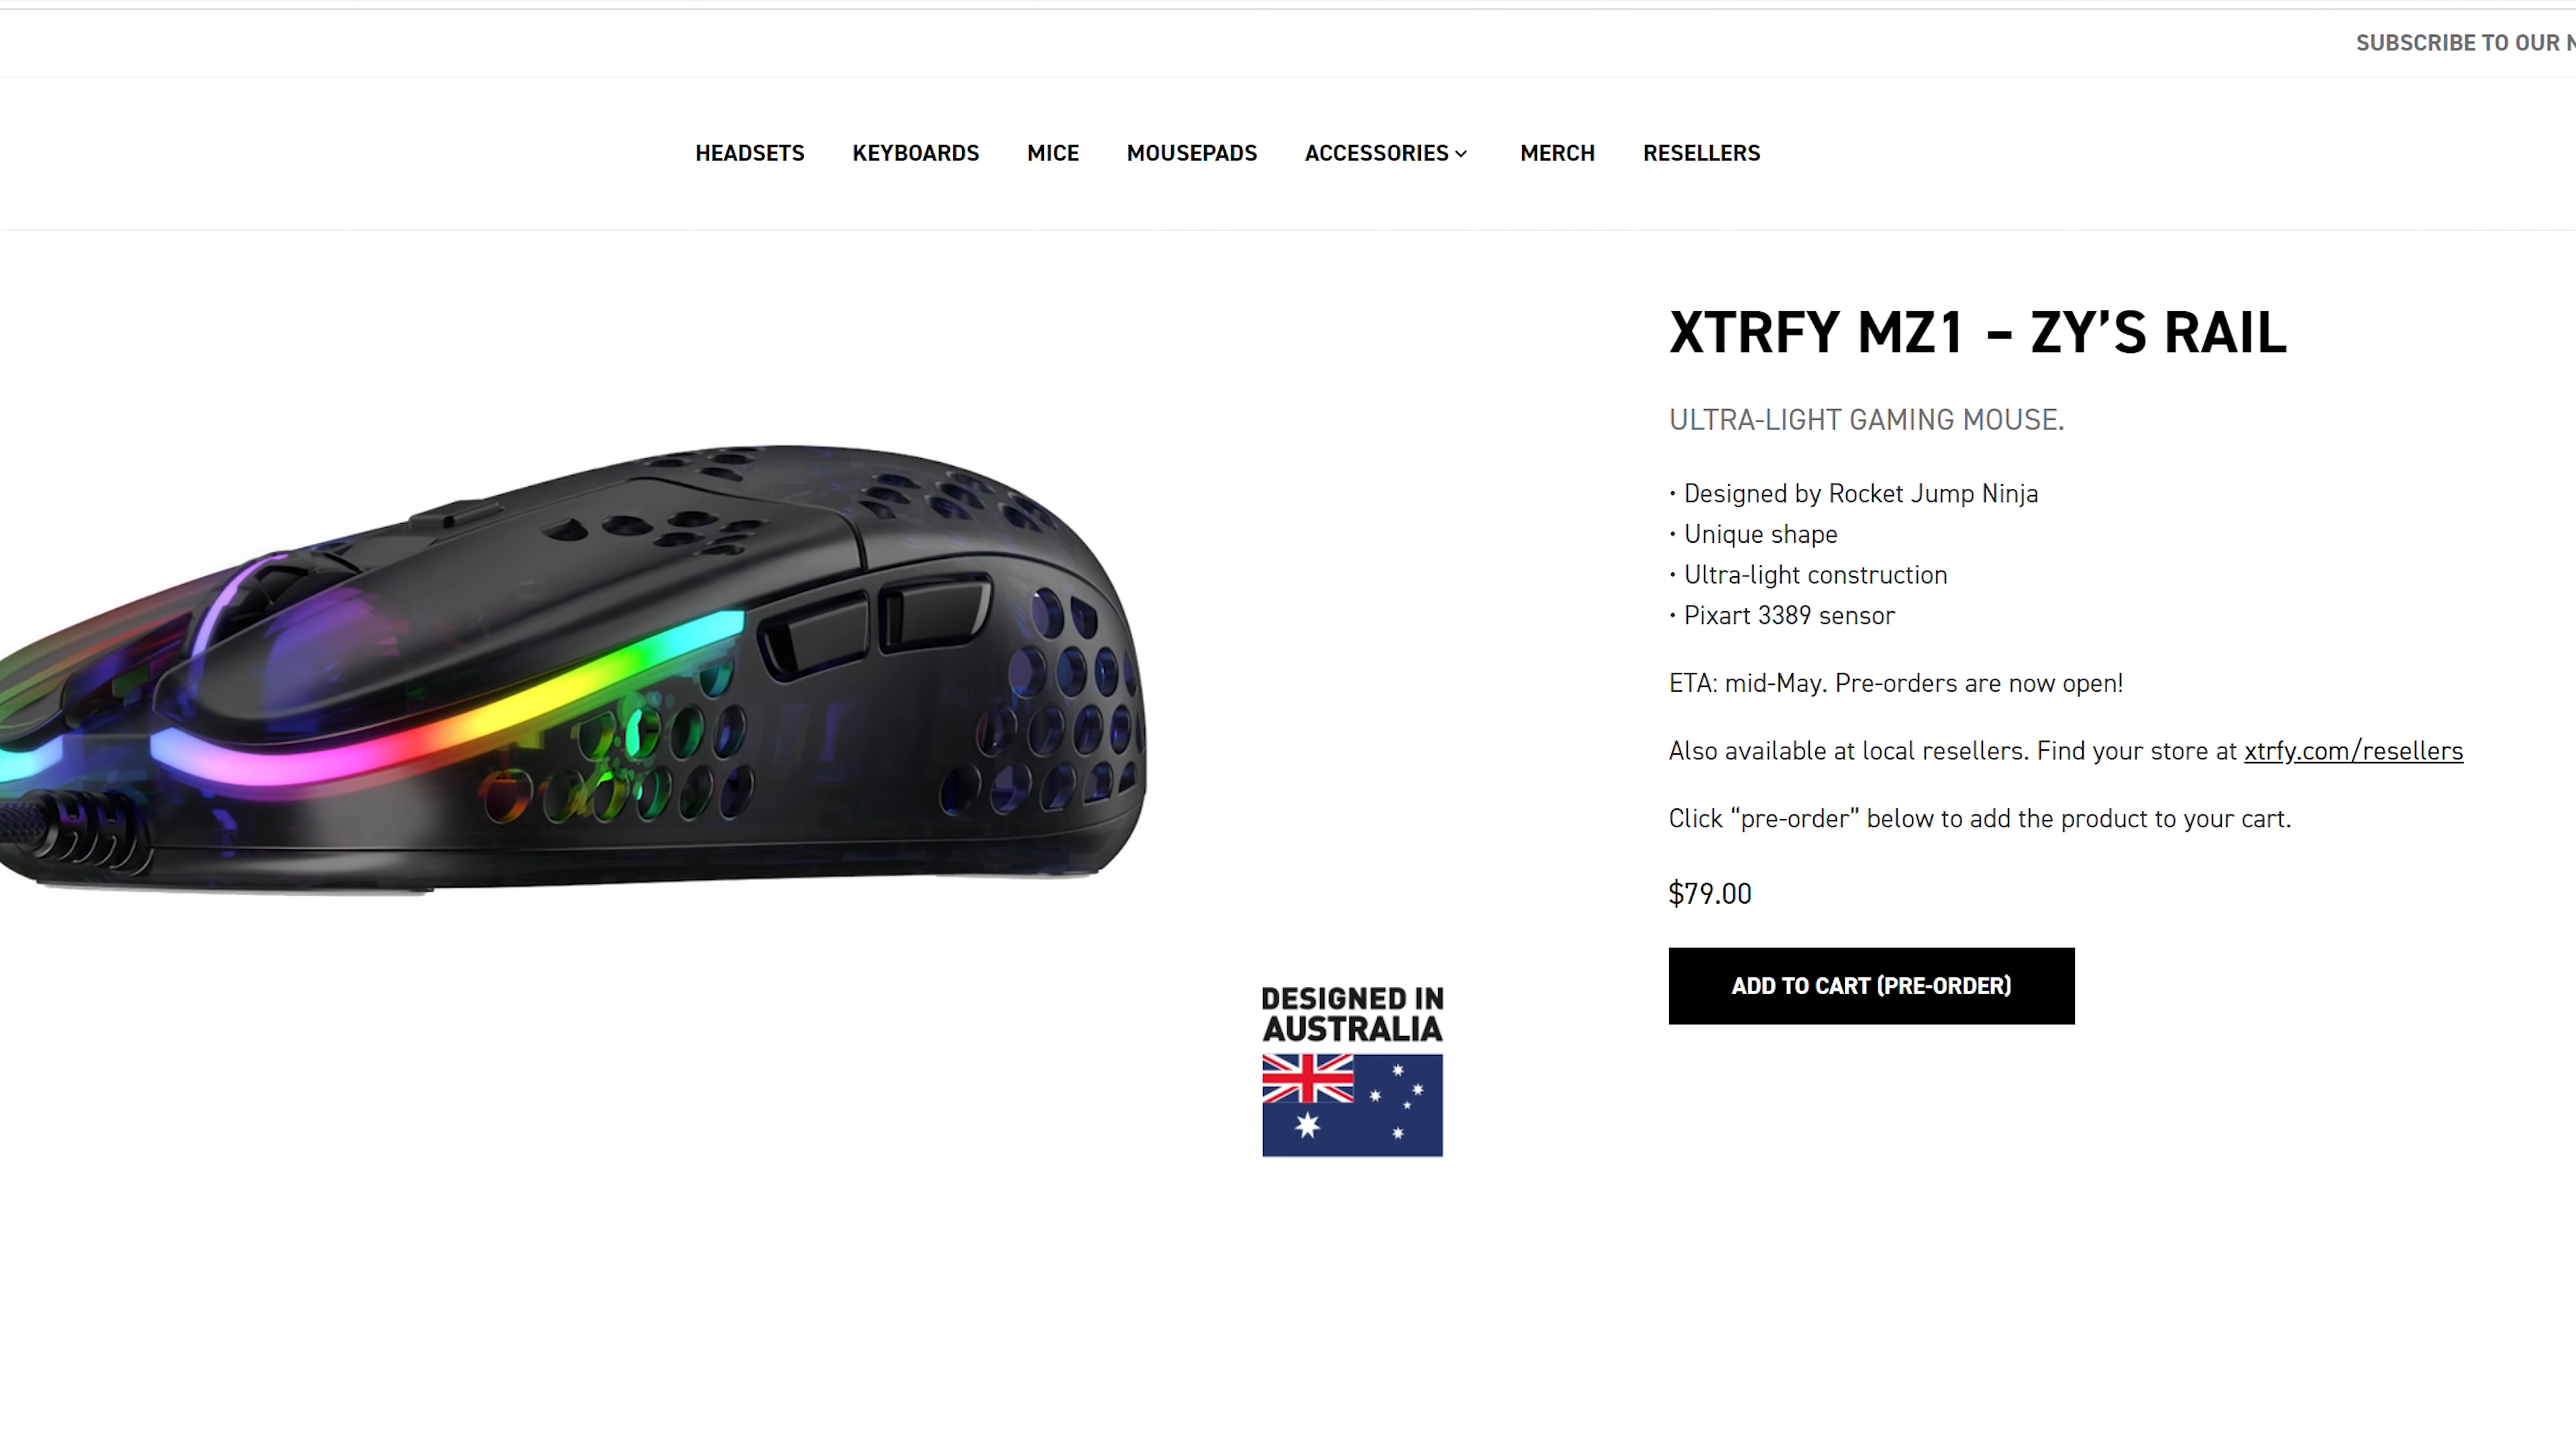 SUBSCRIBE TO OUR
HEADSETS KEYBOARDS MICE MOUSEPADS ACCESSORIES MERCH RESELLERS
XTRFY MZ1 – ZY’S RAIL
ULTRA-LIGHT GAMING MOUSE.
• Designed by Rocket Jump Ninja
• Unique shape
• Ultra-light construction
• Pixart 3389 sensor
ETA: mid-May. Pre-orders are now open!
Also available at local resellers. Find your store at xtrfy.com/resellers
Click “pre-order” below to add the product to your cart.
$79.00
ADD TO CART (PRE-ORDER)
DESIGNED IN
AUSTRALIA